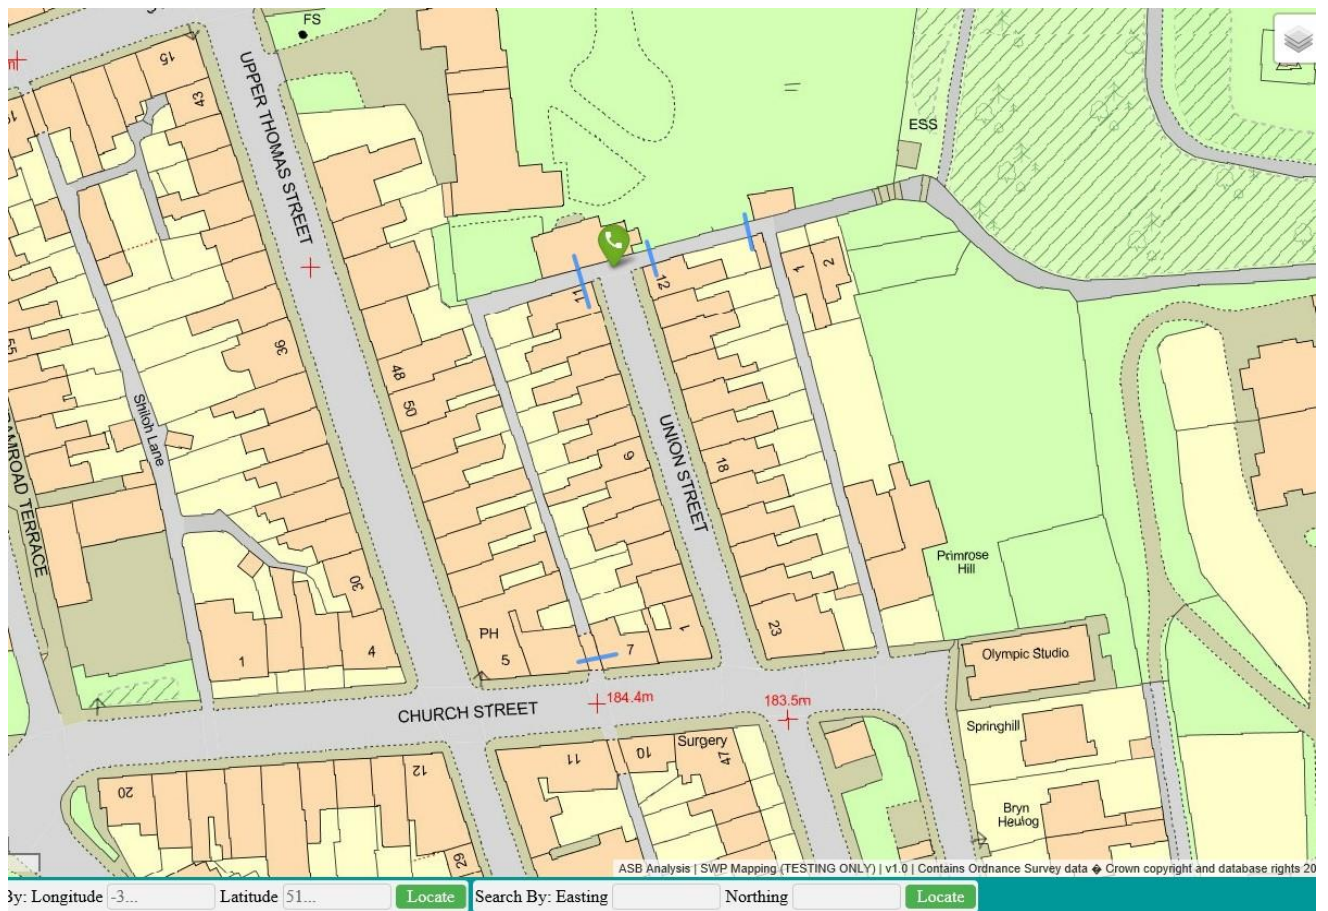 FS
15
43
UPPER THOMAS STREET
ESS
2
1
12
11
36
48
50
55
Shiloh Lane
UNION STREET
9
18
Primrose
Hill
30
PH
23
1
7
5
4
1
Olympic Studio
184.4m
183.5m
CHURCH STREET
Springhill
Surgery
47
10
11
12
20
Bryn
Heulog
29
ASB Analysis | SWP Mapping (TESTING ONLY) | v1.0 | Contains Ordnance Survey data � Crown copyright and database rights 20
By: Longitude -3... Latitude 51... Locate Search By: Easting Northing Locate